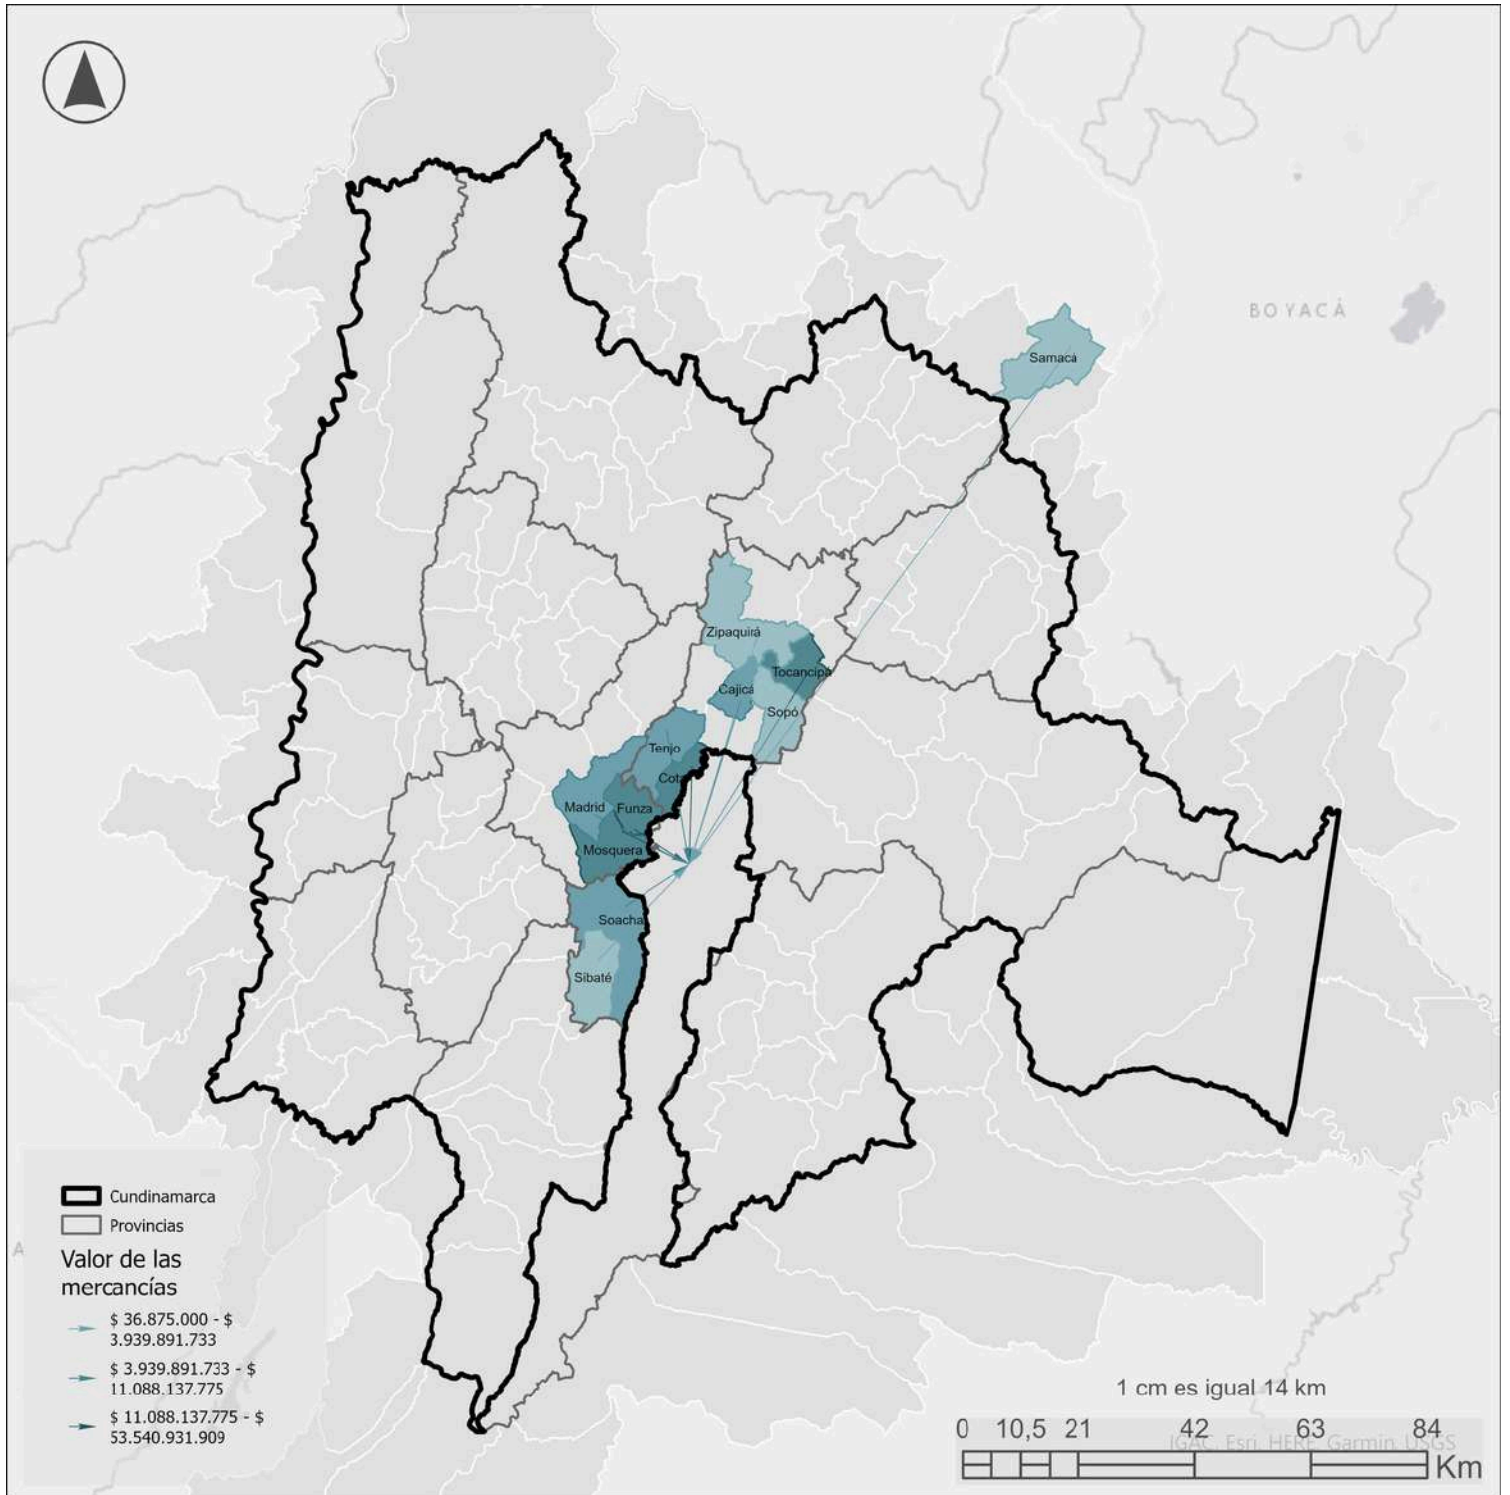 BOYACÁ
Samacá
Zipaquirá
Tocancipá
Cajicá
Sopó
Tenjo
Cota
Madrid
Funza
Mosquera
Soacha
Sibaté
A
Cundinamarca
Provincias
Valor de las
mercancías
$ 36.875.000 - $
3.939.891.733
$ 3.939.891.733 - $
11.088.137.775
$ 11.088.137.775 - $
53.540.931.909
1 cm es igual 14 km
0 10,5 21 42 63 84
IGAC, Esri, HERE, Garmin, USGS
Km